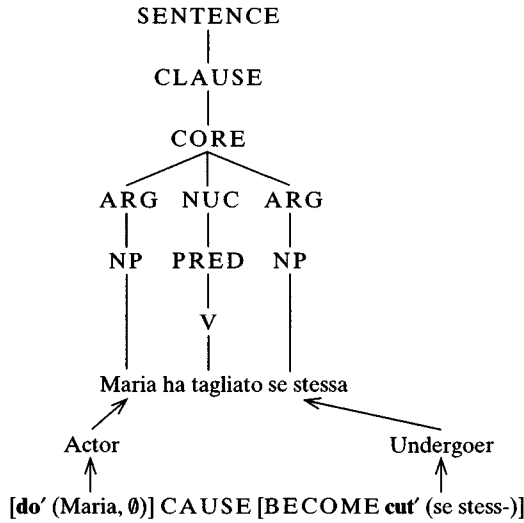 SENTENCE
CLAUSE
CORE
ARG NUC ARG
NP PRED NP
V
Maria ha tagliato se stessa
Actor Undergoer
[do′ (Maria, ∅)] CAUSE [BECOME cut′ (se stess-)]